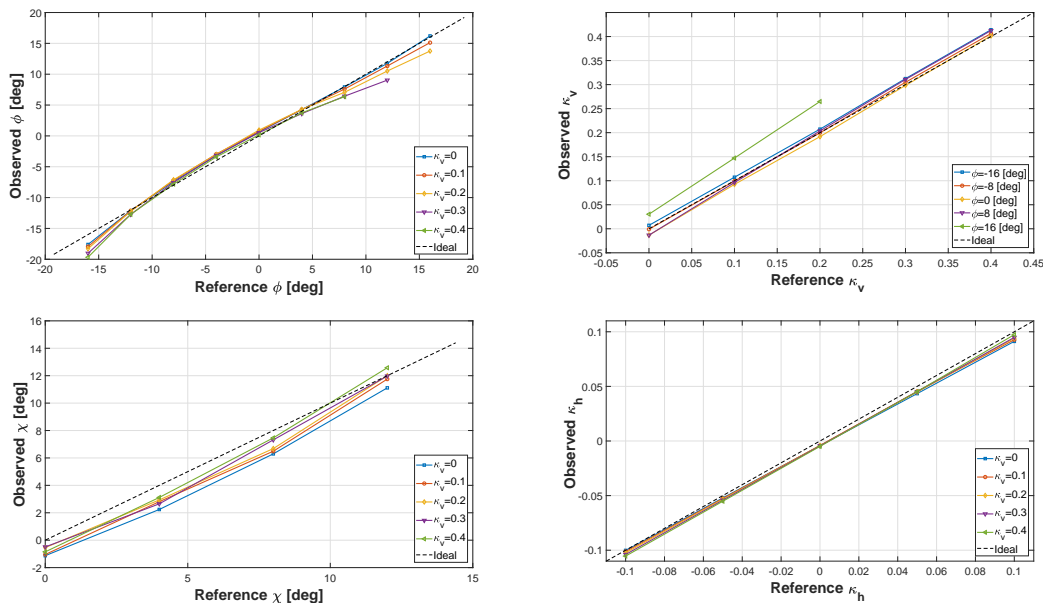 20
15
10
5
0
-5
-10
-15
-20
-20 -15 -10 -5 0 5 10 15 20
Observed ϕ [deg]
Reference ϕ [deg]
κv=0
κv=0.1
κv=0.2
κv=0.3
κv=0.4
Ideal
0.4
0.3
0.2
0.15
0.1
0.05
0
-0.05
-0.05 0 0.05 0.1 0.15 0.2 0.25 0.3 0.35 0.4 0.45
Observed κv
Reference κv
ϕ=-16 [deg]
ϕ=-8 [deg]
ϕ=0 [deg]
ϕ=8 [deg]
ϕ=16 [deg]
Ideal
16
14
12
10
8
6
4
2
0
-2
0 5 10 15
Observed χ [deg]
Reference χ [deg]
κv=0
κv=0.1
κv=0.2
κv=0.3
κv=0.4
Ideal
0.1
0.05
0
-0.05
-0.1
-0.1 -0.08 -0.06 -0.04 -0.02 0 0.02 0.04 0.06 0.08 0.1
Observed κh
Reference κh
κv=0
κv=0.1
κv=0.2
κv=0.3
κv=0.4
Ideal